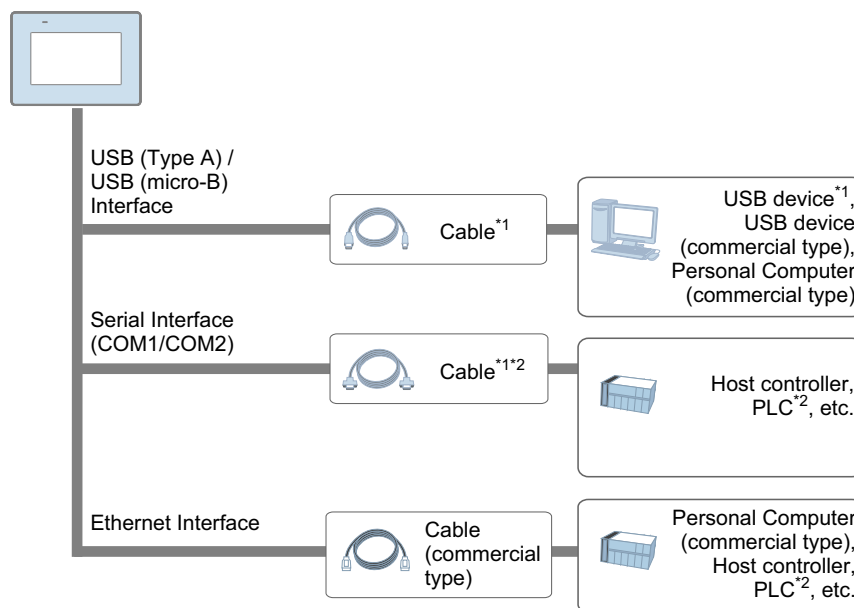 USB (Type A) /
USB (micro-B)
Interface
Cable*1
USB device*1,
USB device
(commercial type),
Personal Computer
(commercial type)
Serial Interface
(COM1/COM2)
Cable*1*2
Host controller,
PLC*2, etc.
Ethernet Interface
Cable
(commercial
type)
Personal Computer
(commercial type),
Host controller,
PLC*2, etc.